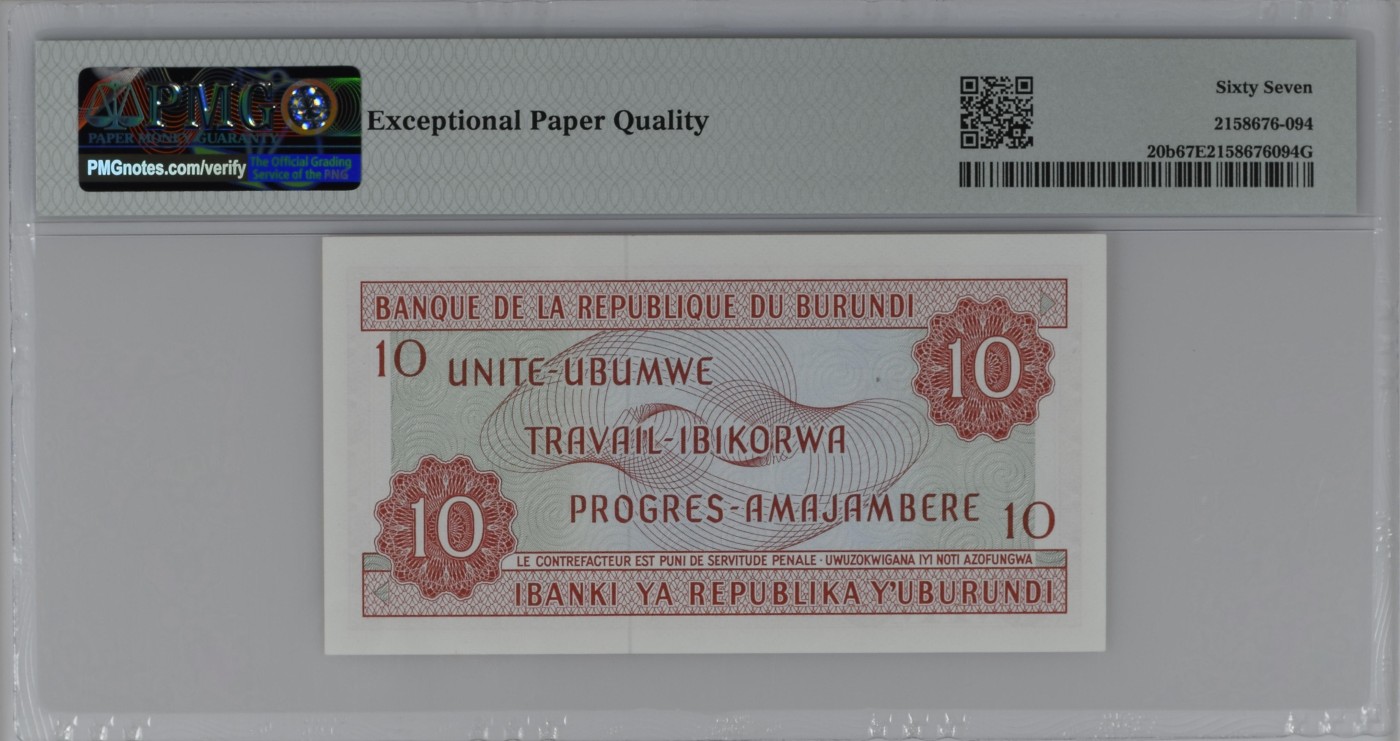 PMG
PAPER MONEY GUARANTY
PMGnotes.com/verify
The Official Grading
Service of the PNG
Exceptional Paper Quality
Sixty Seven
2158676-094
20b67E2158676094G
BANQUE DE LA REPUBLIQUE DU BURUNDI
10
10
UNITE-UBUMWE
TRAVAIL-IBIKORWA
PROGRES-AMAJAMBERE
10
10
LE CONTREFACTEUR EST PUNI DE SERVITUDE PENALE · UWUZOKWIGANA IYI NOTI AZOFUNGWA
IBANKI YA REPUBLIKA Y'UBURUNDI